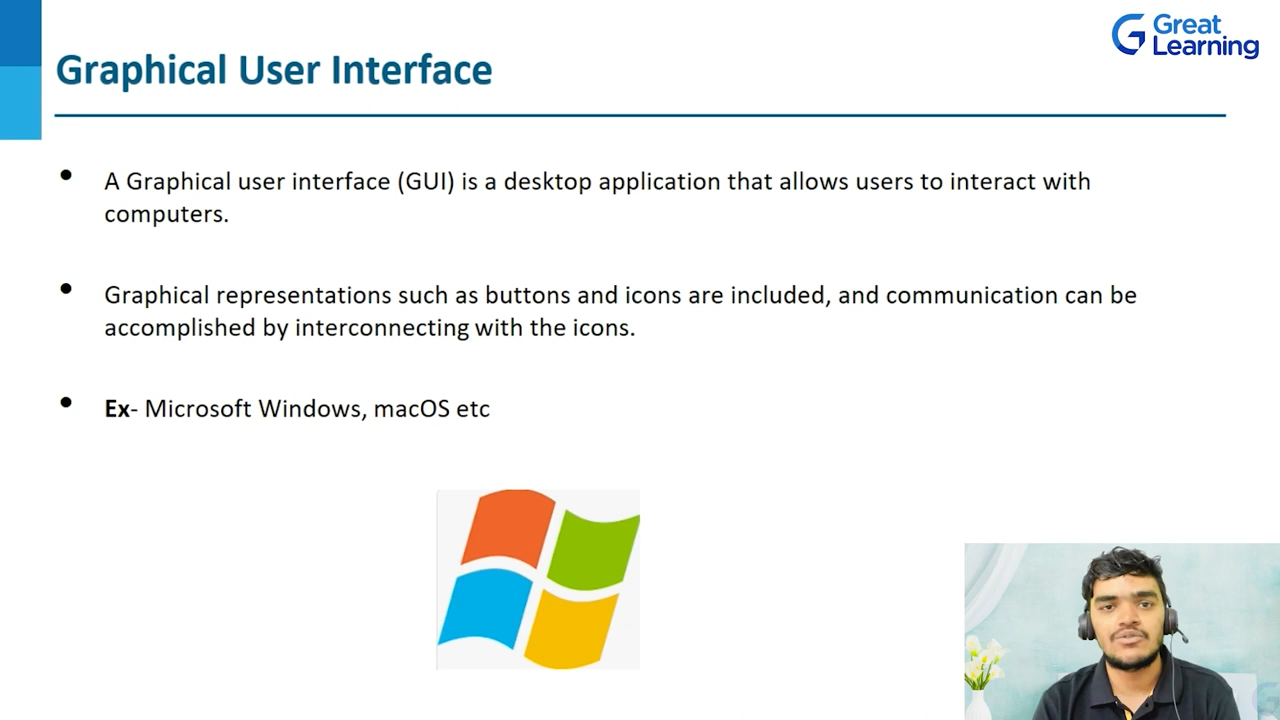 Great
Learning
Graphical User Interface
• A Graphical user interface (GUI) is a desktop application that allows users to interact with
computers.
• Graphical representations such as buttons and icons are included, and communication can be
accomplished by interconnecting with the icons.
• Ex- Microsoft Windows, macOS etc